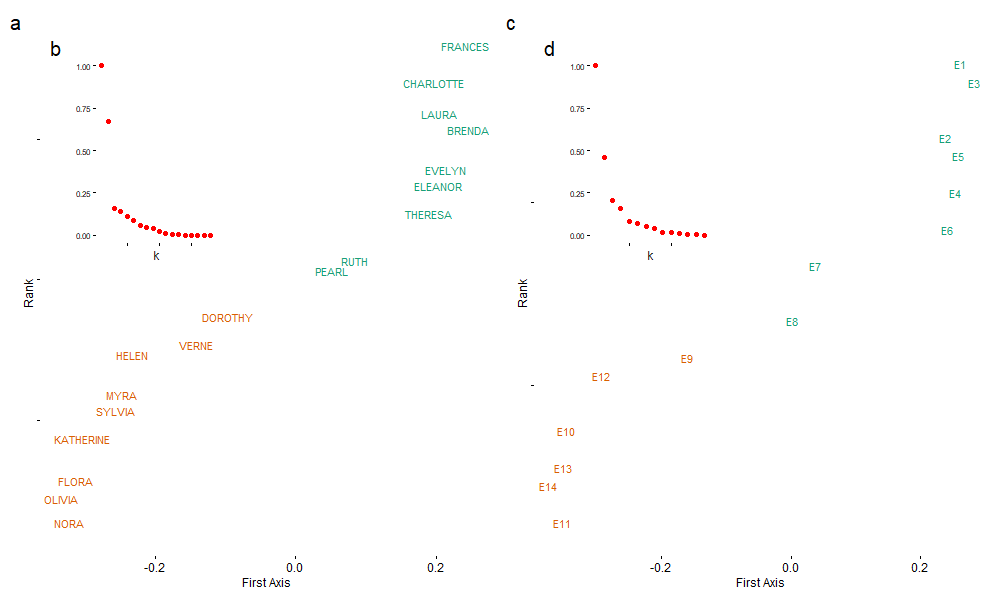 a
b
FRANCES
1.00
CHARLOTTE
0.75
LAURA
BRENDA
0.50
EVELYN
0.25
ELEANOR
THERESA
0.00
k
RUTH
PEARL
Rank
DOROTHY
VERNE
HELEN
MYRA
SYLVIA
KATHERINE
FLORA
OLIVIA
NORA
-0.2
0.0
0.2
First Axis
c
d
1.00
E1
E3
0.75
E2
0.50
E5
0.25
E4
0.00
E6
k
E7
Rank
E8
E9
E12
E10
E13
E14
E11
-0.2
0.0
0.2
First Axis